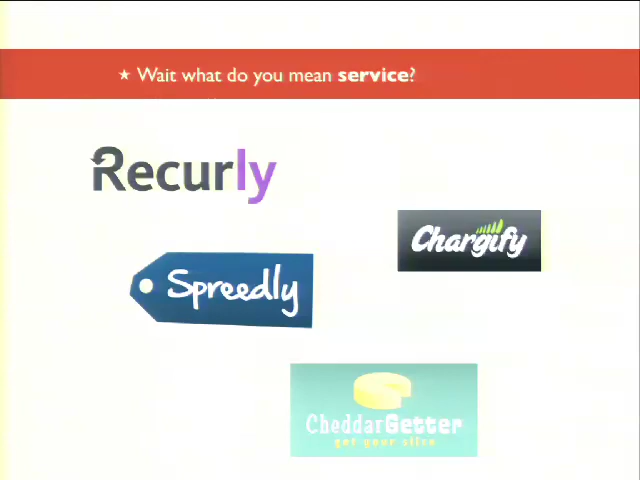 ★ Wait what do you mean service?
Recurly
Chargify
Spreedly
CheddarGetter
get your slice